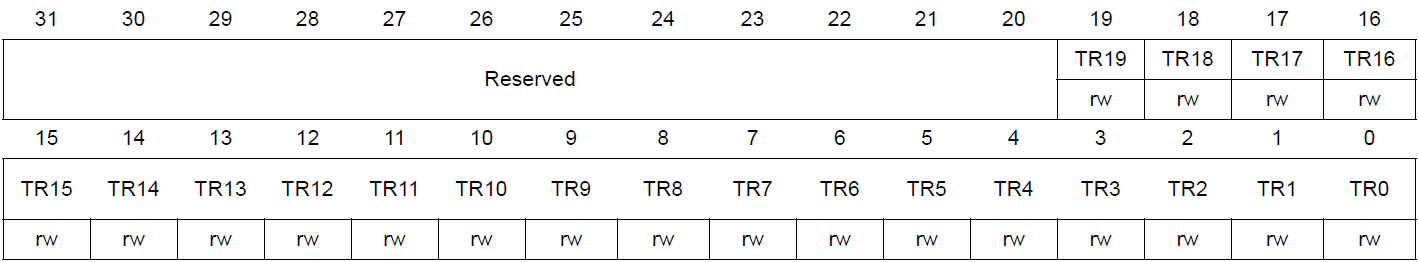 31 30 29 28 27 26 25 24 23 22 21 20 19 18 17 16
Reserved TR19 TR18 TR17 TR16
rw rw rw rw
15 14 13 12 11 10 9 8 7 6 5 4 3 2 1 0
TR15 TR14 TR13 TR12 TR11 TR10 TR9 TR8 TR7 TR6 TR5 TR4 TR3 TR2 TR1 TR0
rw rw rw rw rw rw rw rw rw rw rw rw rw rw rw rw